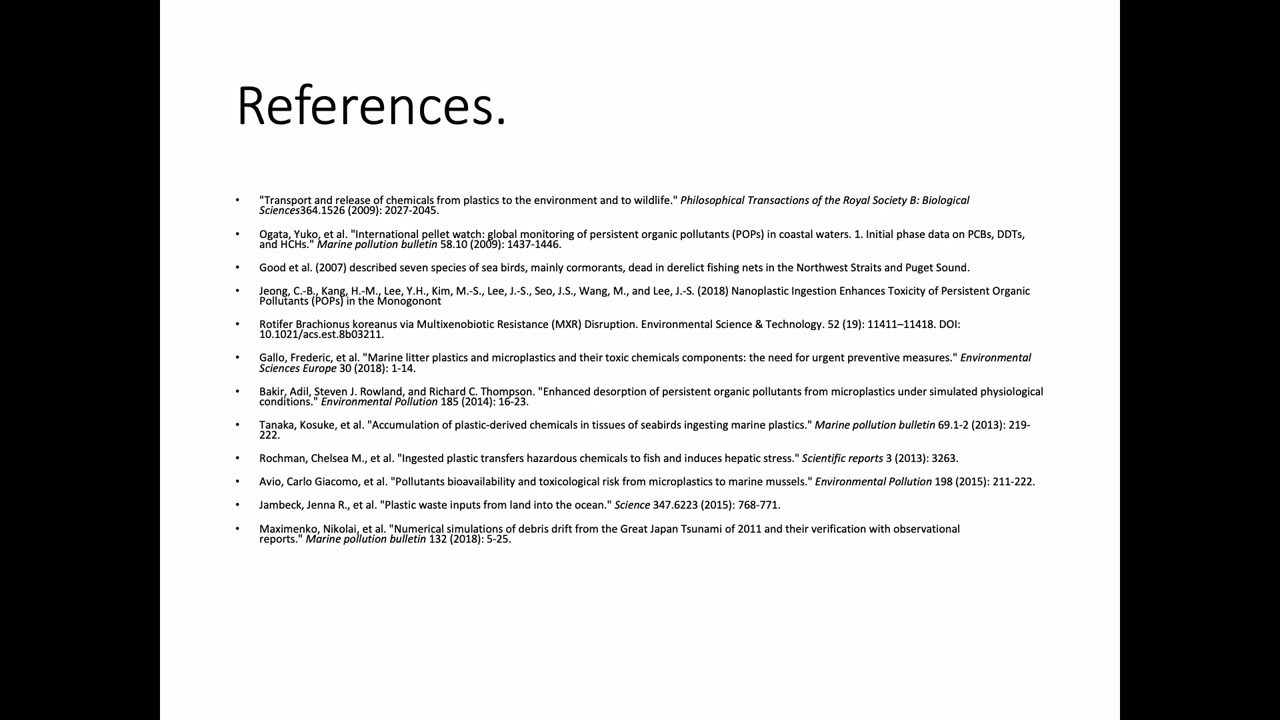 References.
• "Transport and release of chemicals from plastics to the environment and to wildlife." Philosophical Transactions of the Royal Society B: Biological
Sciences364.1526 (2009): 2027-2045.
• Ogata, Yuko, et al. "International pellet watch: global monitoring of persistent organic pollutants (POPs) in coastal waters. 1. Initial phase data on PCBs, DDTs,
and HCHs." Marine pollution bulletin 58.10 (2009): 1437-1446.
• Good et al. (2007) described seven species of sea birds, mainly cormorants, dead in derelict fishing nets in the Northwest Straits and Puget Sound.
• Jeong, C.-B., Kang, H.-M., Lee, Y.H., Kim, M.-S., Lee, J.-S., Seo, J.S., Wang, M., and Lee, J.-S. (2018) Nanoplastic Ingestion Enhances Toxicity of Persistent Organic
Pollutants (POPs) in the Monogonont
• Rotifer Brachionus koreanus via Multixenobiotic Resistance (MXR) Disruption. Environmental Science & Technology. 52 (19): 11411–11418. DOI:
10.1021/acs.est.8b03211.
• Gallo, Frederic, et al. "Marine litter plastics and microplastics and their toxic chemicals components: the need for urgent preventive measures." Environmental
Sciences Europe 30 (2018): 1-14.
• Bakir, Adil, Steven J. Rowland, and Richard C. Thompson. "Enhanced desorption of persistent organic pollutants from microplastics under simulated physiological
conditions." Environmental Pollution 185 (2014): 16-23.
• Tanaka, Kosuke, et al. "Accumulation of plastic-derived chemicals in tissues of seabirds ingesting marine plastics." Marine pollution bulletin 69.1-2 (2013): 219-
222.
• Rochman, Chelsea M., et al. "Ingested plastic transfers hazardous chemicals to fish and induces hepatic stress." Scientific reports 3 (2013): 3263.
• Avio, Carlo Giacomo, et al. "Pollutants bioavailability and toxicological risk from microplastics to marine mussels." Environmental Pollution 198 (2015): 211-222.
• Jambeck, Jenna R., et al. "Plastic waste inputs from land into the ocean." Science 347.6223 (2015): 768-771.
• Maximenko, Nikolai, et al. "Numerical simulations of debris drift from the Great Japan Tsunami of 2011 and their verification with observational
reports." Marine pollution bulletin 132 (2018): 5-25.